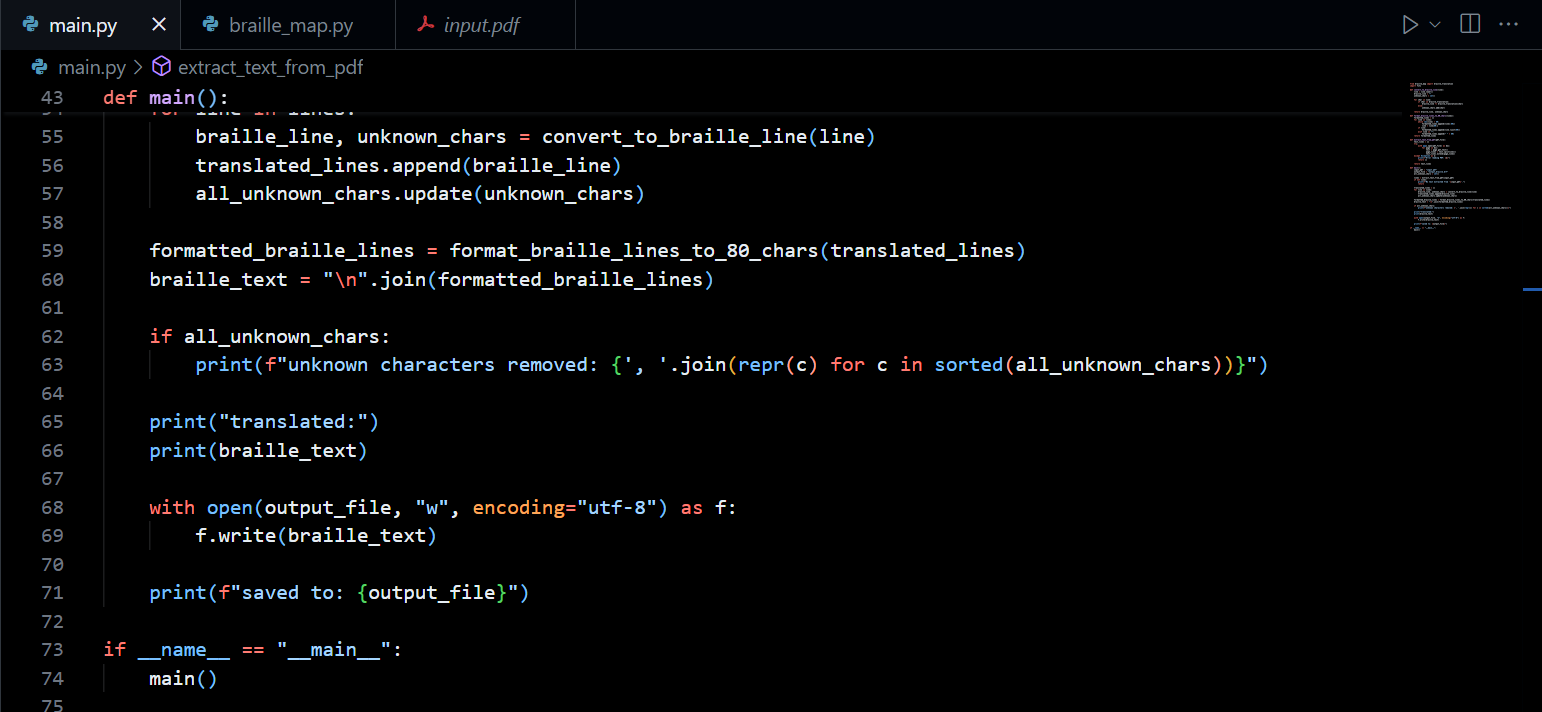 main.py
braille_map.py
input.pdf
main.py > extract_text_from_pdf
43 def main():
55 braille_line, unknown_chars = convert_to_braille_line(line)
56 translated_lines.append(braille_line)
57 all_unknown_chars.update(unknown_chars)
58
59 formatted_braille_lines = format_braille_lines_to_80_chars(translated_lines)
60 braille_text = "\n".join(formatted_braille_lines)
61
62 if all_unknown_chars:
63 print(f"unknown characters removed: {', '.join(repr(c) for c in sorted(all_unknown_chars))}")
64
65 print("translated:")
66 print(braille_text)
67
68 with open(output_file, "w", encoding="utf-8") as f:
69 f.write(braille_text)
70
71 print(f"saved to: {output_file}")
72
73 if __name__ == "__main__":
74 main()
75